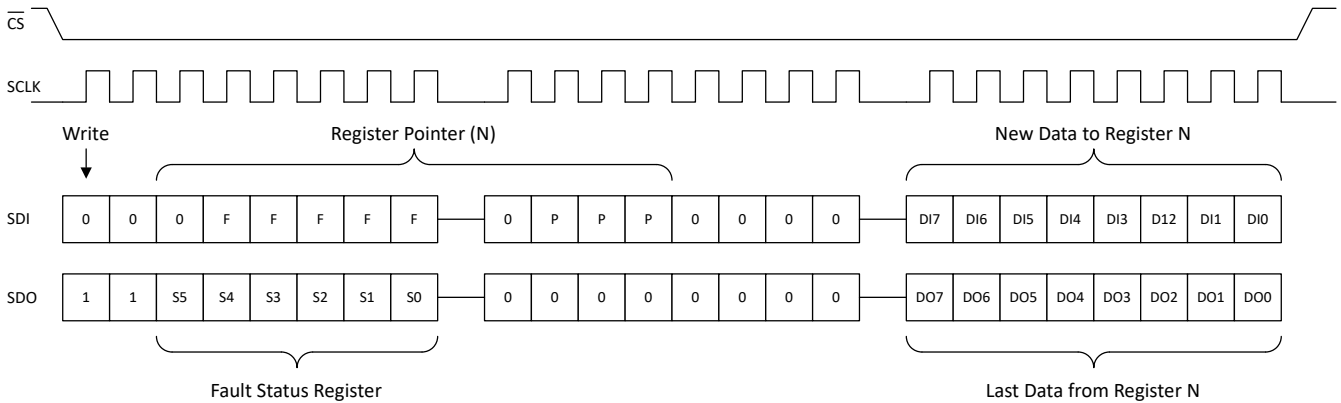 CS
SCLK
Write
Register Pointer (N)
New Data to Register N
SDI 0 0 0 F F F F F 0 P P P 0 0 0 0 DI7 DI6 DI5 DI4 DI3 D12 DI1 DI0
SDO 1 1 S5 S4 S3 S2 S1 S0 0 0 0 0 0 0 0 0 DO7 DO6 DO5 DO4 DO3 DO2 DO1 DO0
Fault Status Register
Last Data from Register N